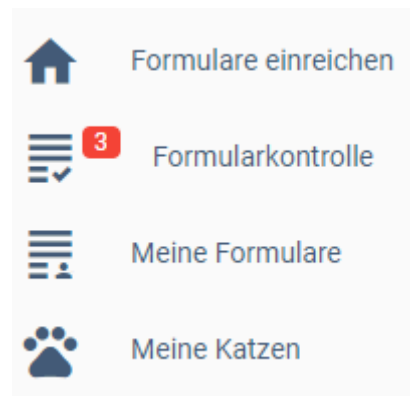 Formulare einreichen
3 Formularkontrolle
Meine Formulare
Meine Katzen